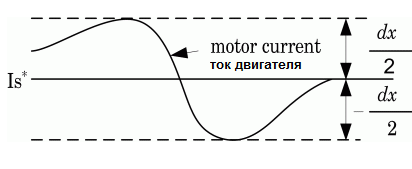 dx
2
motor current
ток двигателя
Is*
– dx
2